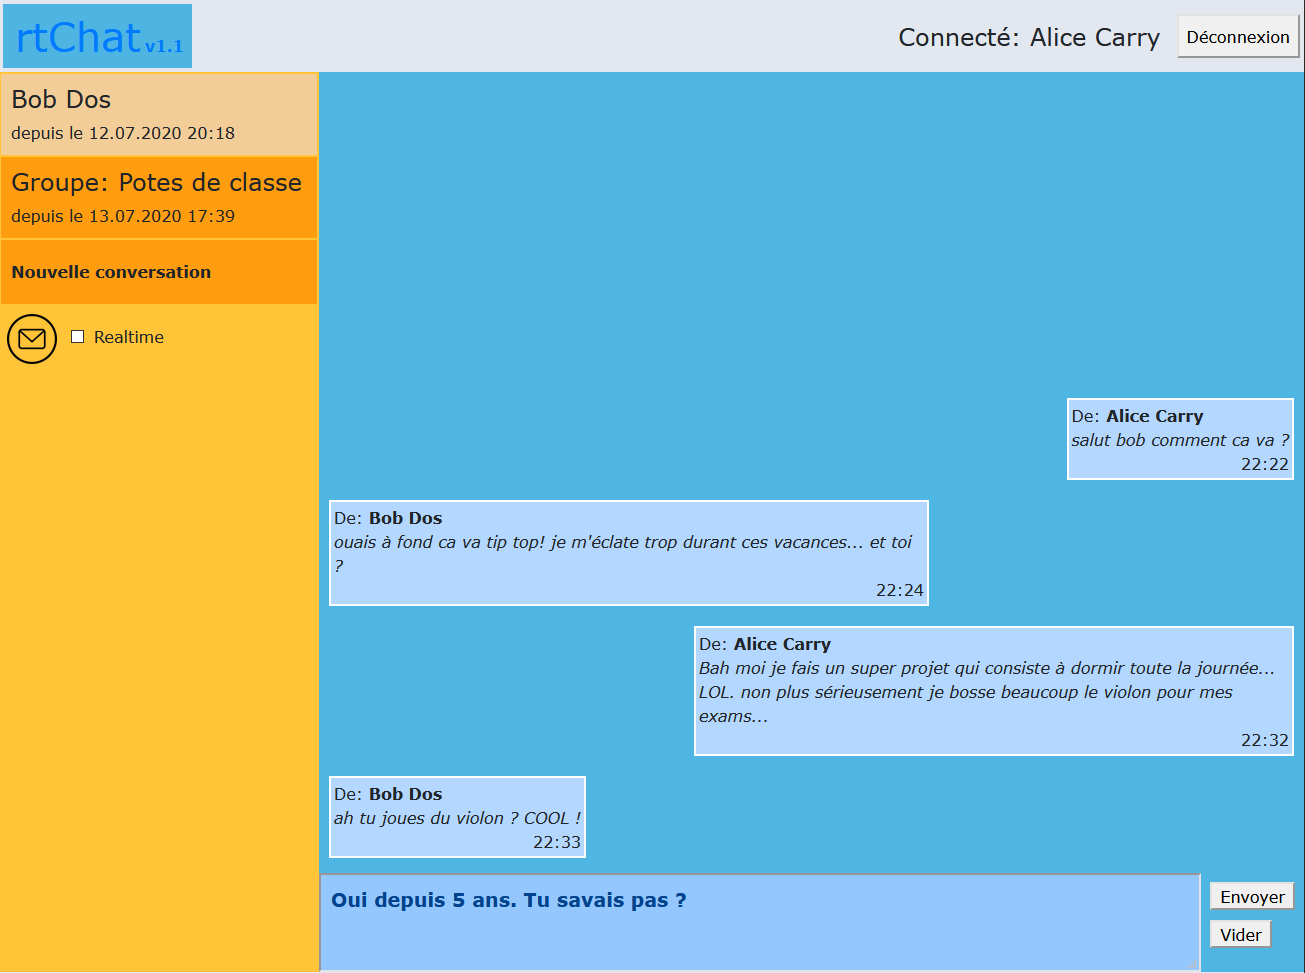 rtChat v1.1
Connecté: Alice Carry
Déconnexion
Bob Dos
depuis le 12.07.2020 20:18
Groupe: Potes de classe
depuis le 13.07.2020 17:39
Nouvelle conversation
Realtime
De: Alice Carry
salut bob comment ca va ?
22:22
De: Bob Dos
ouais à fond ca va tip top! je m'éclate trop durant ces vacances... et toi
?
22:24
De: Alice Carry
Bah moi je fais un super projet qui consiste à dormir toute la journée...
LOL. non plus sérieusement je bosse beaucoup le violon pour mes
exams...
22:32
De: Bob Dos
ah tu joues du violon ? COOL !
22:33
Oui depuis 5 ans. Tu savais pas ?
Envoyer
Vider